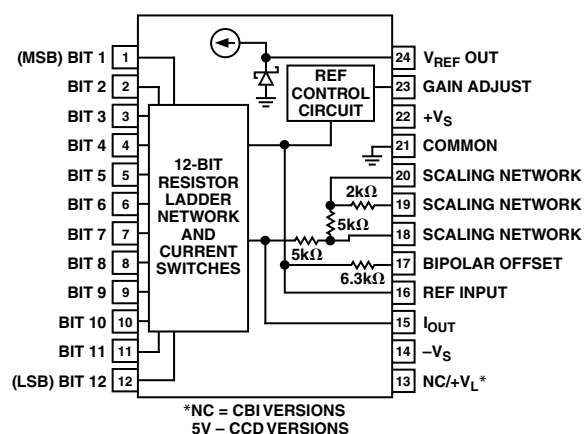 (MSB) BIT 1 1
BIT 2 2
BIT 3 3
BIT 4 4
BIT 5 5
BIT 6 6
BIT 7 7
BIT 8 8
BIT 9 9
BIT 10 10
BIT 11 11
(LSB) BIT 12 12
12-BIT
RESISTOR
LADDER
NETWORK
AND
CURRENT
SWITCHES
REF
CONTROL
CIRCUIT
2kΩ
5kΩ
5kΩ
6.3kΩ
24 VREF OUT
23 GAIN ADJUST
22 +VS
21 COMMON
20 SCALING NETWORK
19 SCALING NETWORK
18 SCALING NETWORK
17 BIPOLAR OFFSET
16 REF INPUT
15 IOUT
14 –VS
13 NC/+VL*
*NC = CBI VERSIONS
5V – CCD VERSIONS